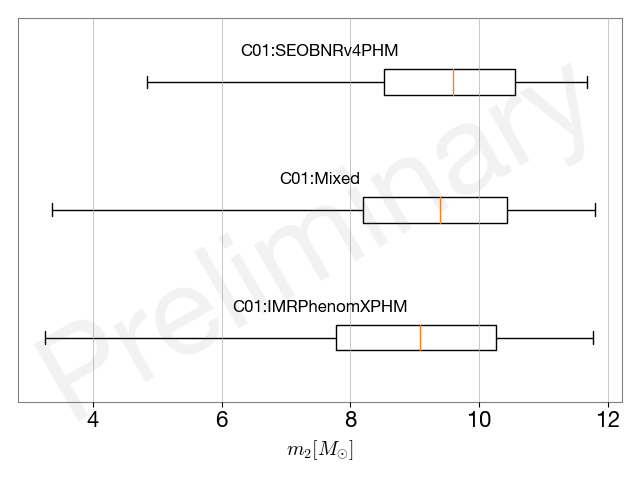 C01:SEOBNRv4PHM
C01:Mixed
C01:IMRPhenomXPHM
Preliminary
4 6 8 10 12
m₂[M☉]